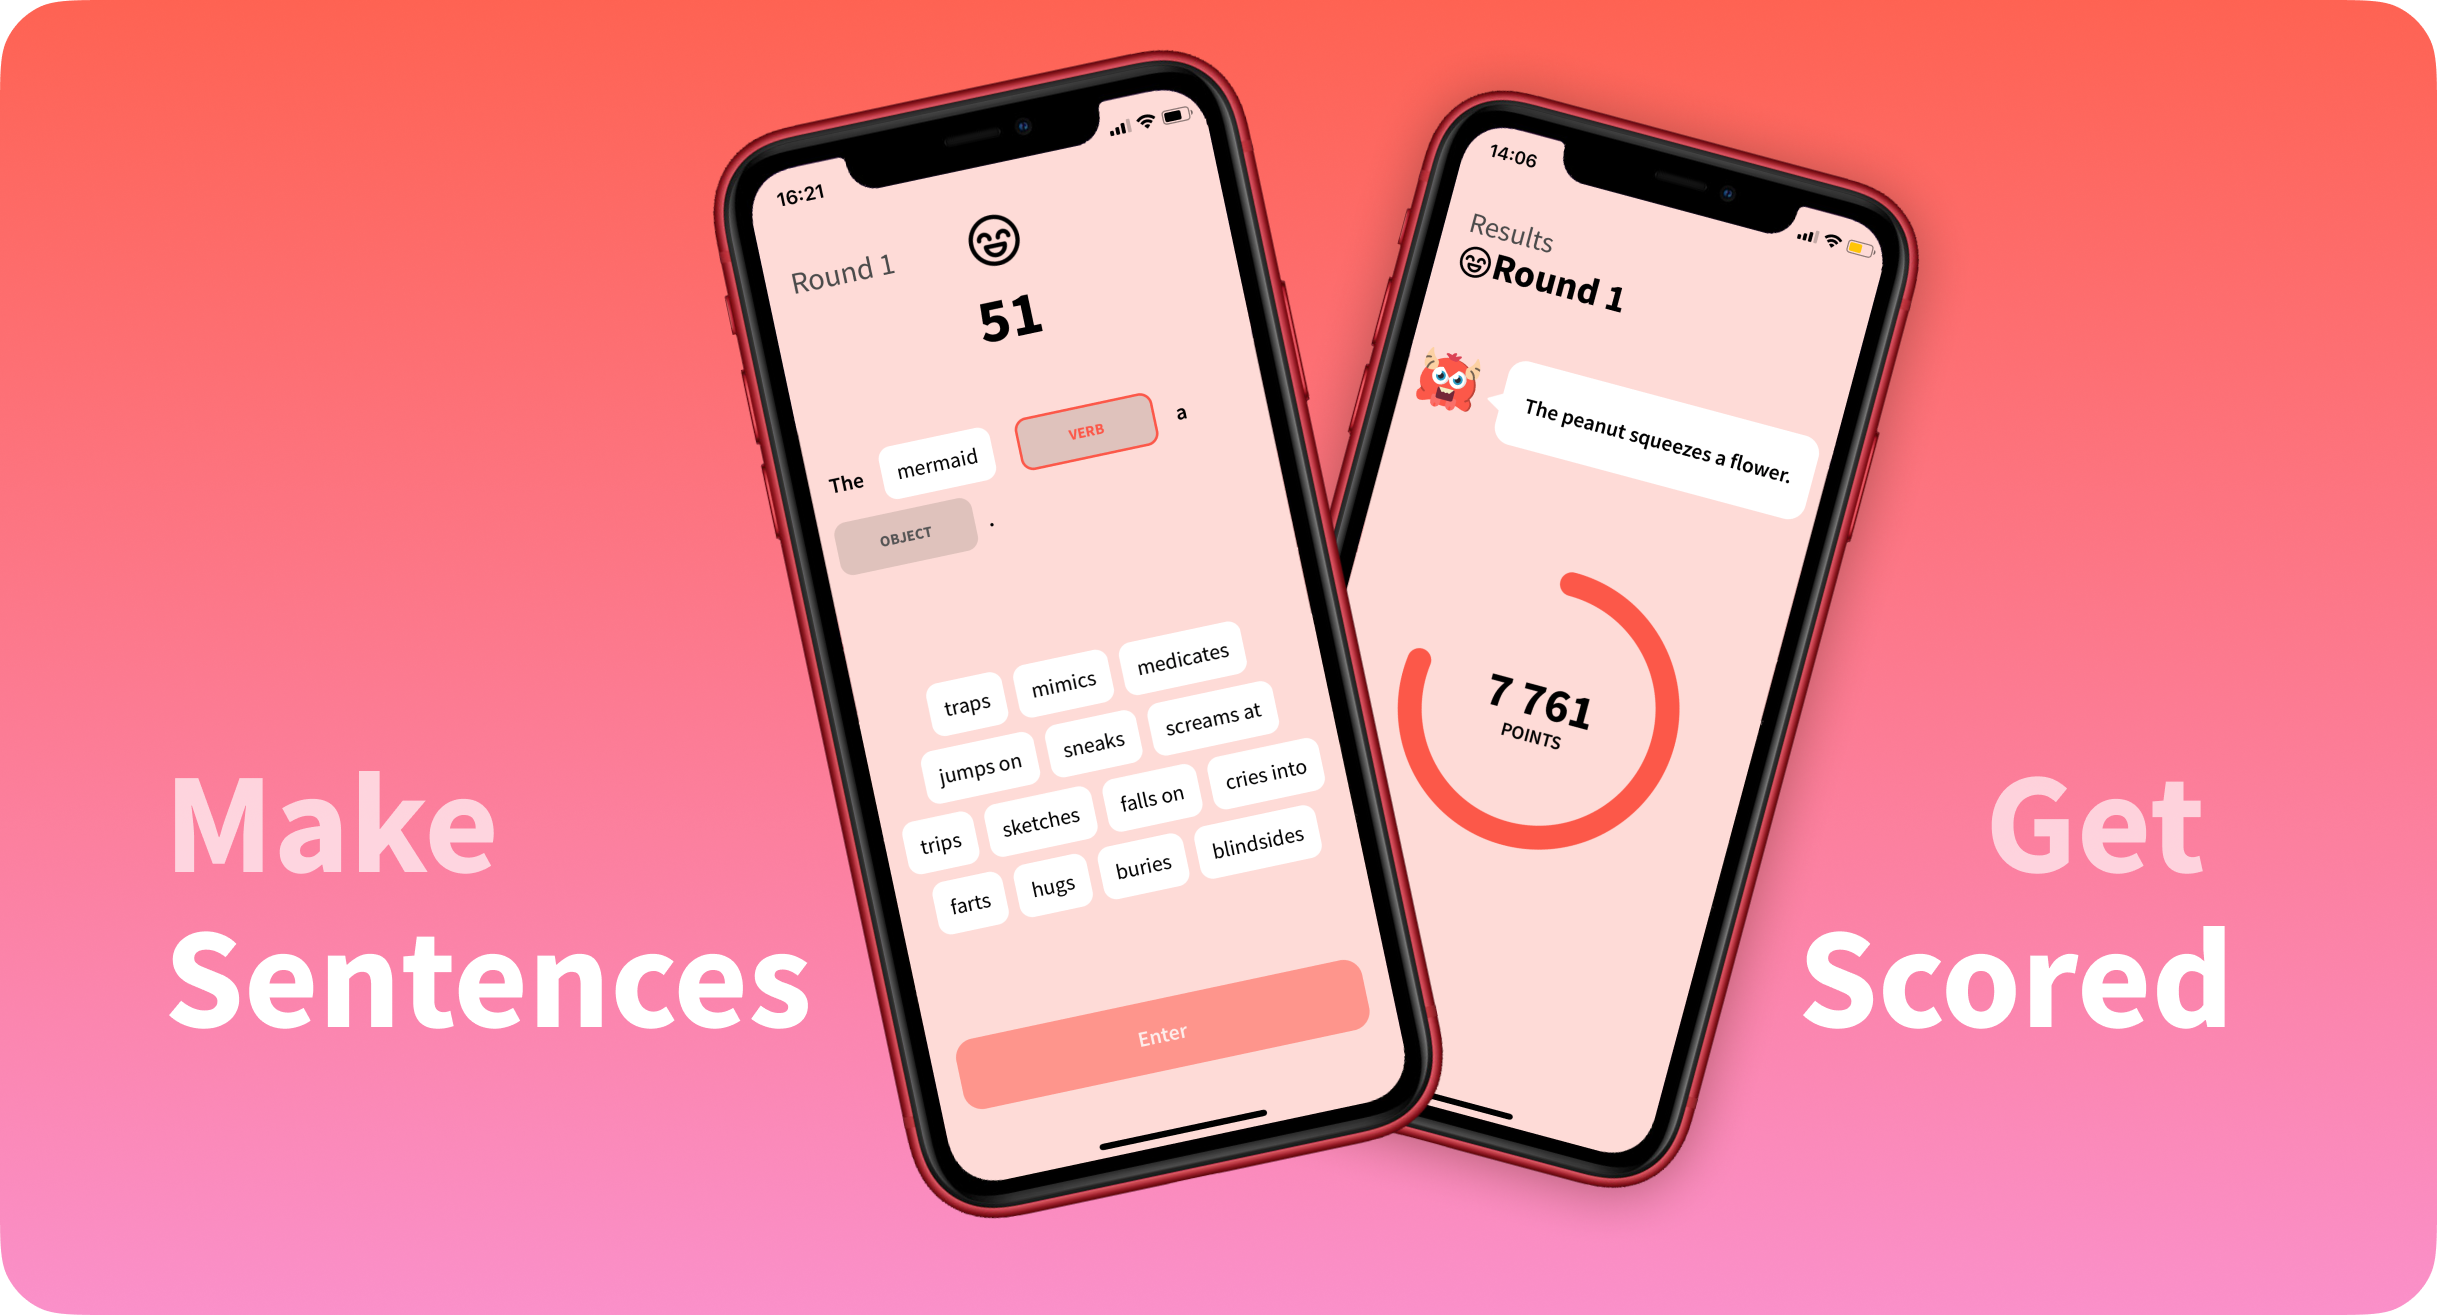 Make
Sentences
16:21
Round 1
51
The mermaid VERB a
OBJECT .
traps mimics medicates
jumps on sneaks screams at
trips sketches falls on cries into
farts hugs buries blindsides
Enter
14:06
Results
Round 1
The peanut squeezes a flower.
7 761
POINTS
Get
Scored